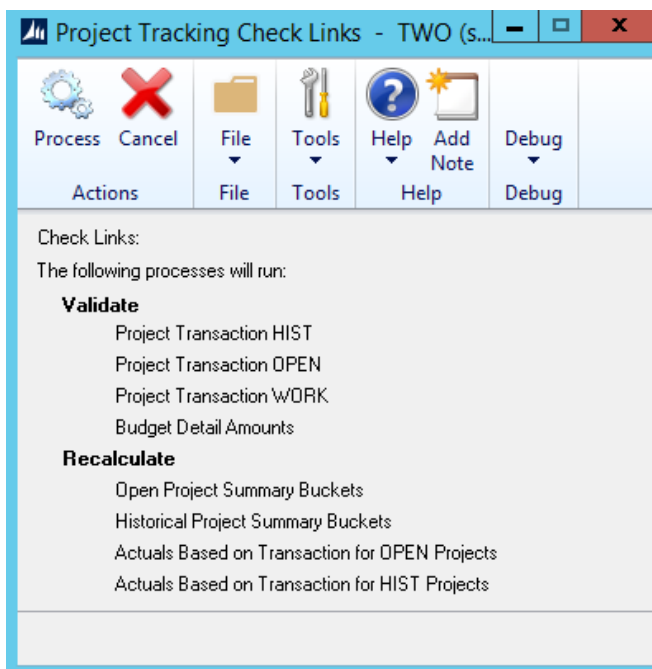 Project Tracking Check Links - TWO (s...
Process Cancel File Tools Help Add Note Debug
Actions File Tools Help Debug
Check Links:
The following processes will run:
Validate
Project Transaction HIST
Project Transaction OPEN
Project Transaction WORK
Budget Detail Amounts
Recalculate
Open Project Summary Buckets
Historical Project Summary Buckets
Actuals Based on Transaction for OPEN Projects
Actuals Based on Transaction for HIST Projects